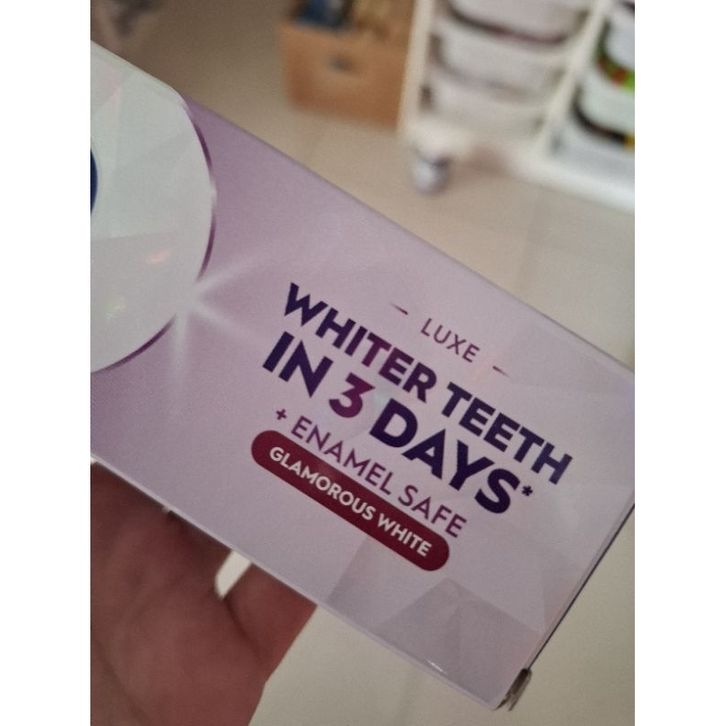 LUXE
WHITER TEETH
IN 3 DAYS*
+ ENAMEL SAFE
GLAMOROUS WHITE